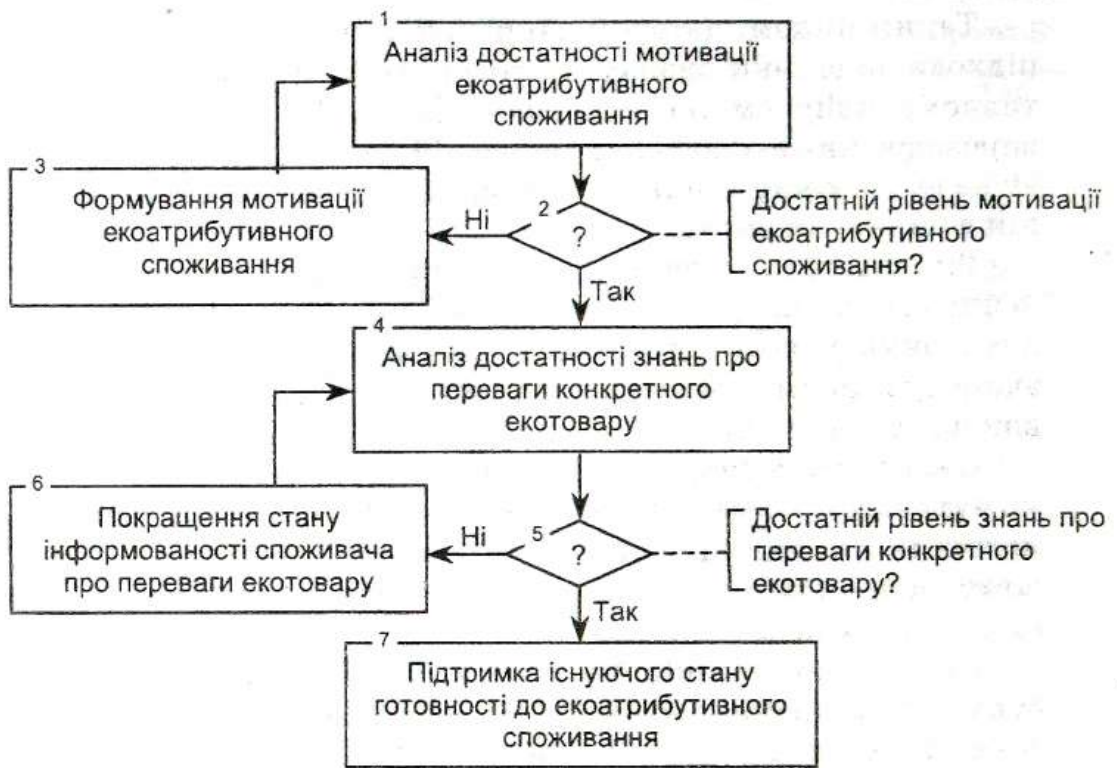 1
Аналіз достатності мотивації
екоатрибутивного
споживання
3
Формування мотивації
екоатрибутивного
споживання
Ні
2
?
Достатній рівень мотивації
екоатрибутивного
споживання?
Так
4
Аналіз достатності знань про
переваги конкретного
екотовару
6
Покращення стану
інформованості споживача
про переваги екотовару
Ні
5
?
Достатній рівень знань про
переваги конкретного
екотовару?
Так
7
Підтримка існуючого стану
готовності до екоатрибутивного
споживання